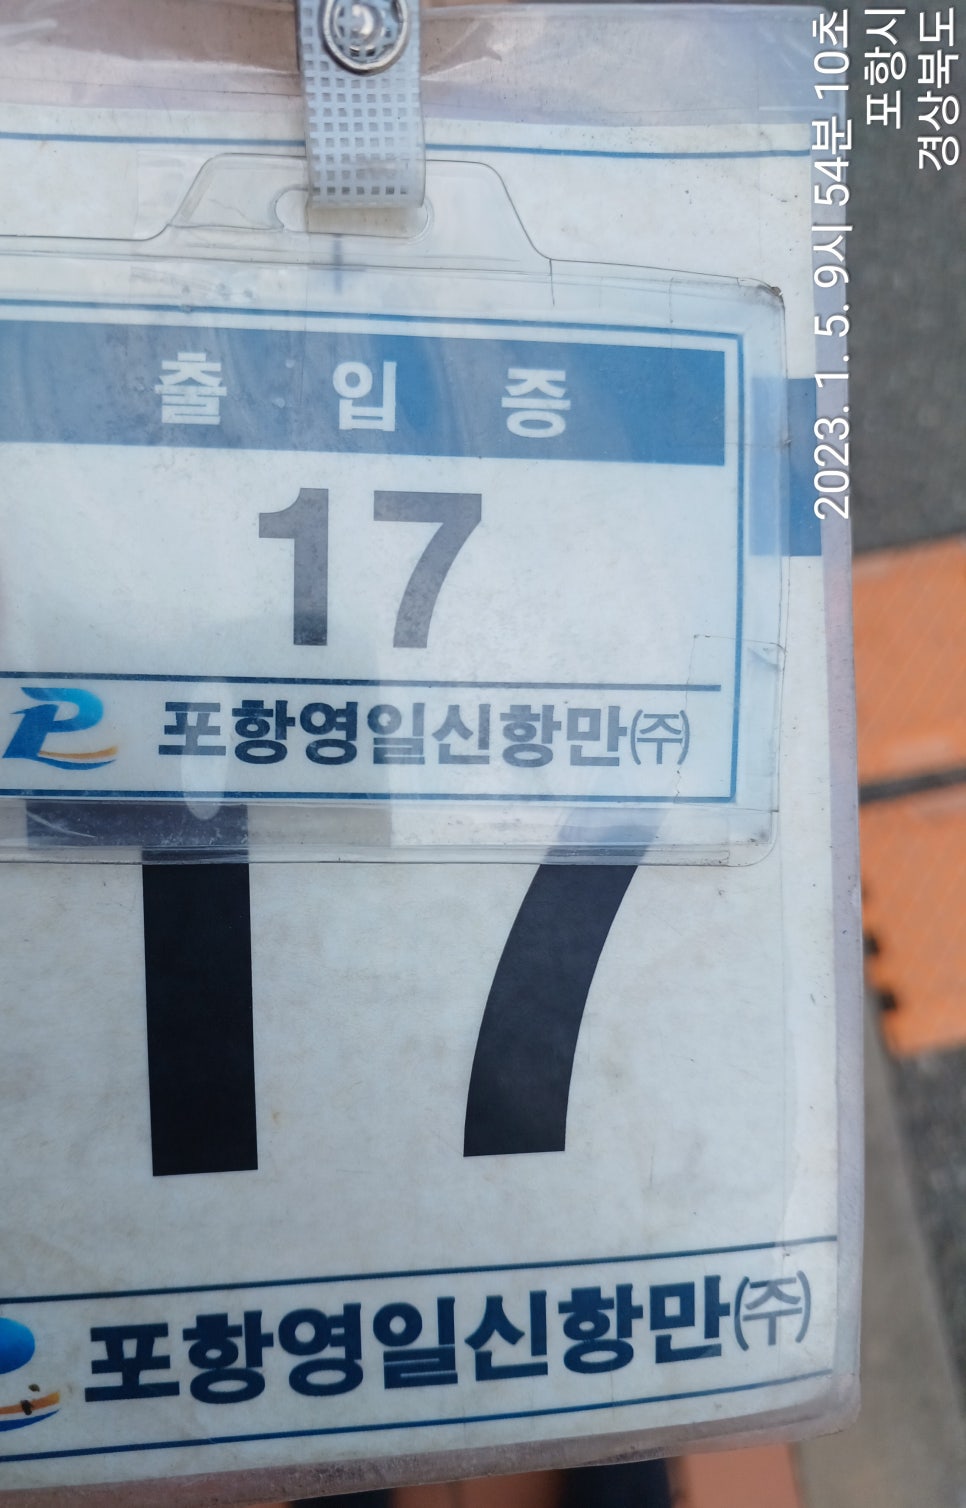 출 입 증
17
포항영일신항만㈜
17
포항영일신항만㈜
2023. 1. 5. 9시 54분 10초
포항시
경상북도